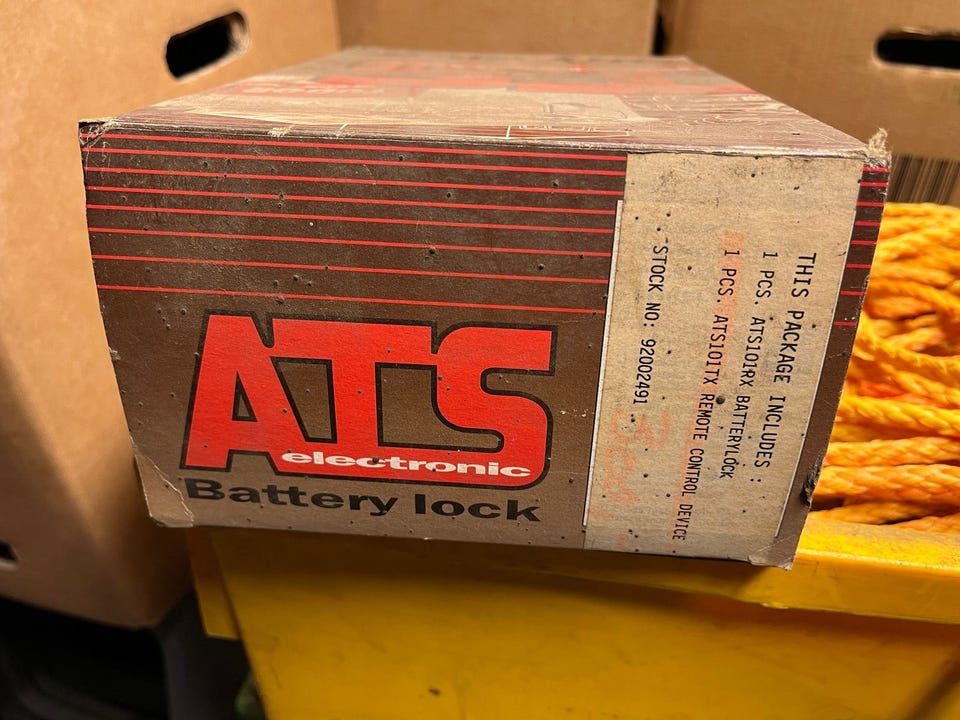 ATS
electronic
Battery lock
THIS PACKAGE INCLUDES :
1 PCS. ATS101RX BATTERYLOCK
1 PCS. ATS101TX REMOTE CONTROL DEVICE
STOCK NO: 92002491